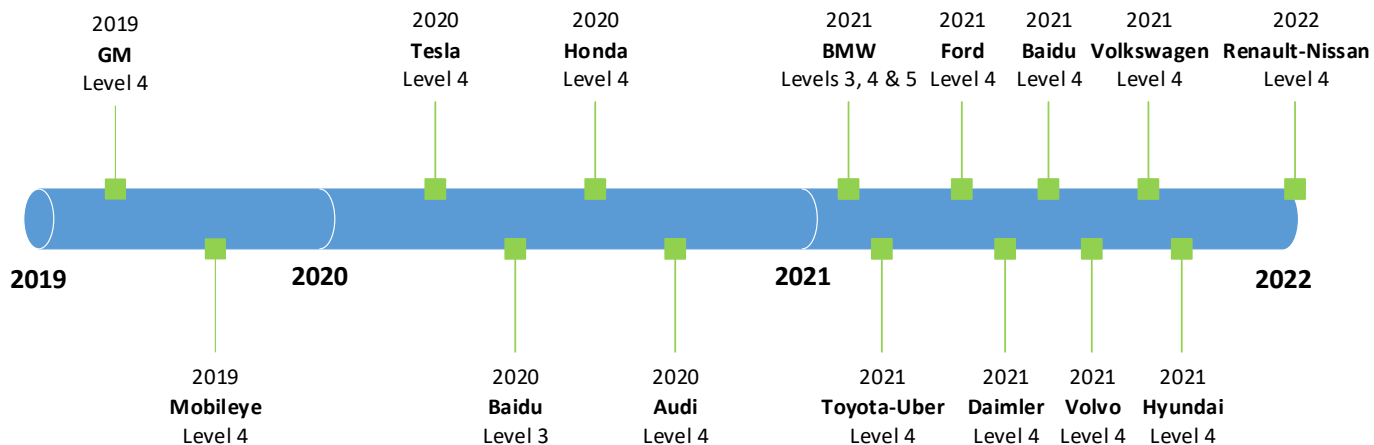 2019
GM
Level 4
2020
Tesla
Level 4
2020
Honda
Level 4
2021
BMW
Levels 3, 4 & 5
2021
Ford
Level 4
2021
Baidu
Level 4
2021
Volkswagen
Level 4
2022
Renault-Nissan
Level 4
2019
2020
2021
2022
2019
Mobileye
Level 4
2020
Baidu
Level 3
2020
Audi
Level 4
2021
Toyota-Uber
Level 4
2021
Daimler
Level 4
2021
Volvo
Level 4
2021
Hyundai
Level 4